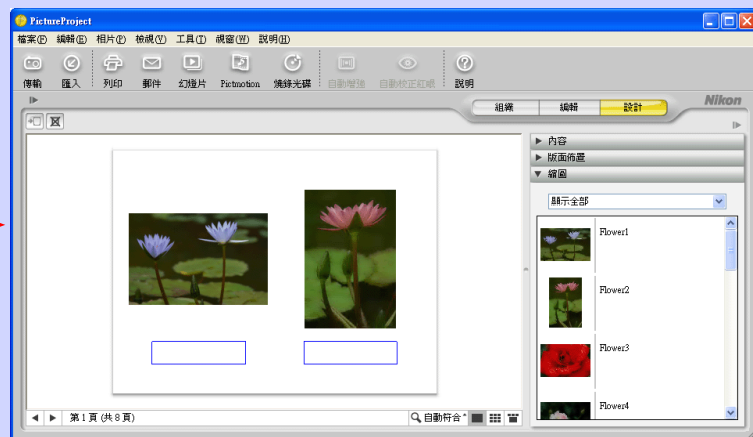 PictureProject
檔案(F) 編輯(E) 相片(P) 檢視(V) 工具(T) 視窗(W) 說明(H)
傳輸 匯入 列印 郵件 幻燈片 Pictmotion 燒錄光碟 自動增強 自動校正紅眼 說明
組織 編輯 設計 Nikon
內容
版面佈置
縮圖
顯示全部
Flower1
Flower2
Flower3
Flower4
第 1 頁 (共 8 頁) 自動符合